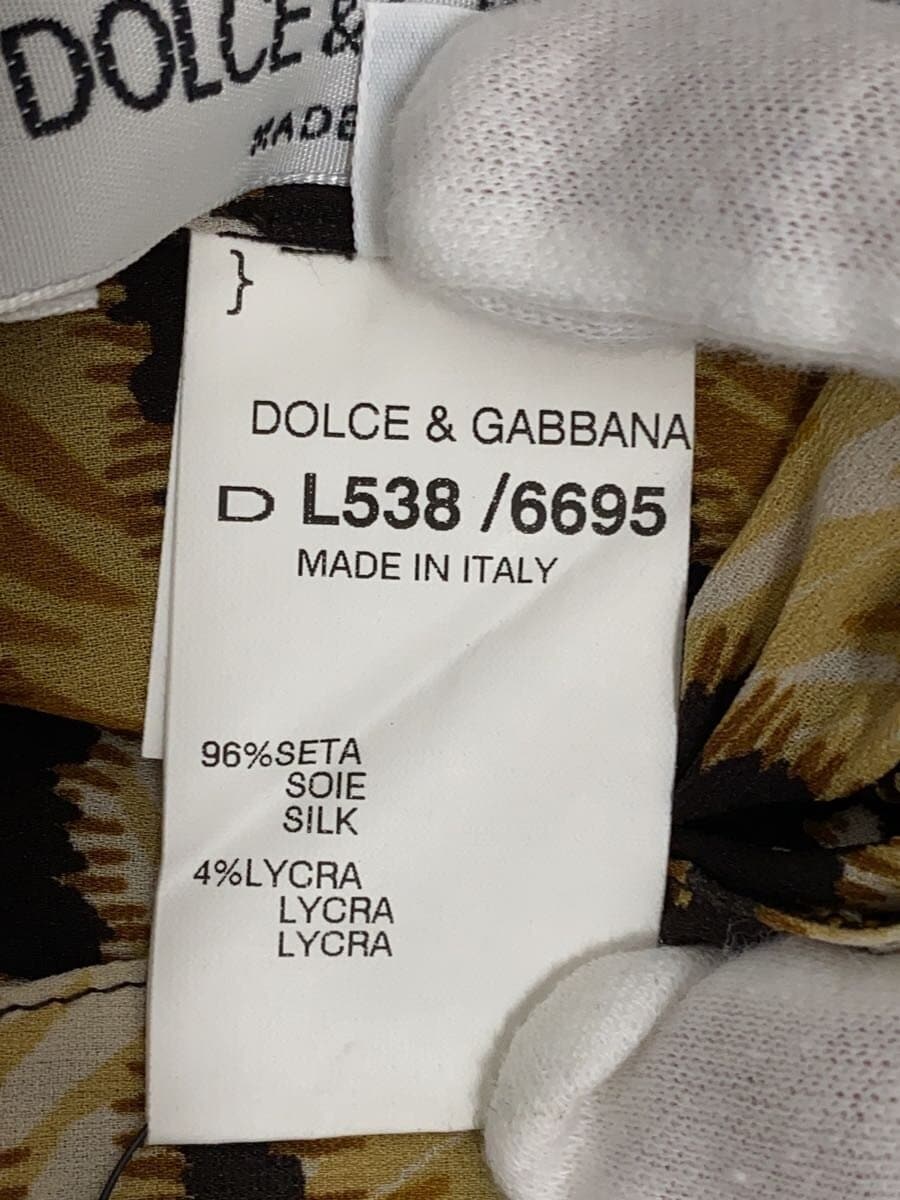 DOLCE &
MADE
}
DOLCE & GABBANA
D L538 /6695
MADE IN ITALY
96%SETA
SOIE
SILK
4%LYCRA
LYCRA
LYCRA